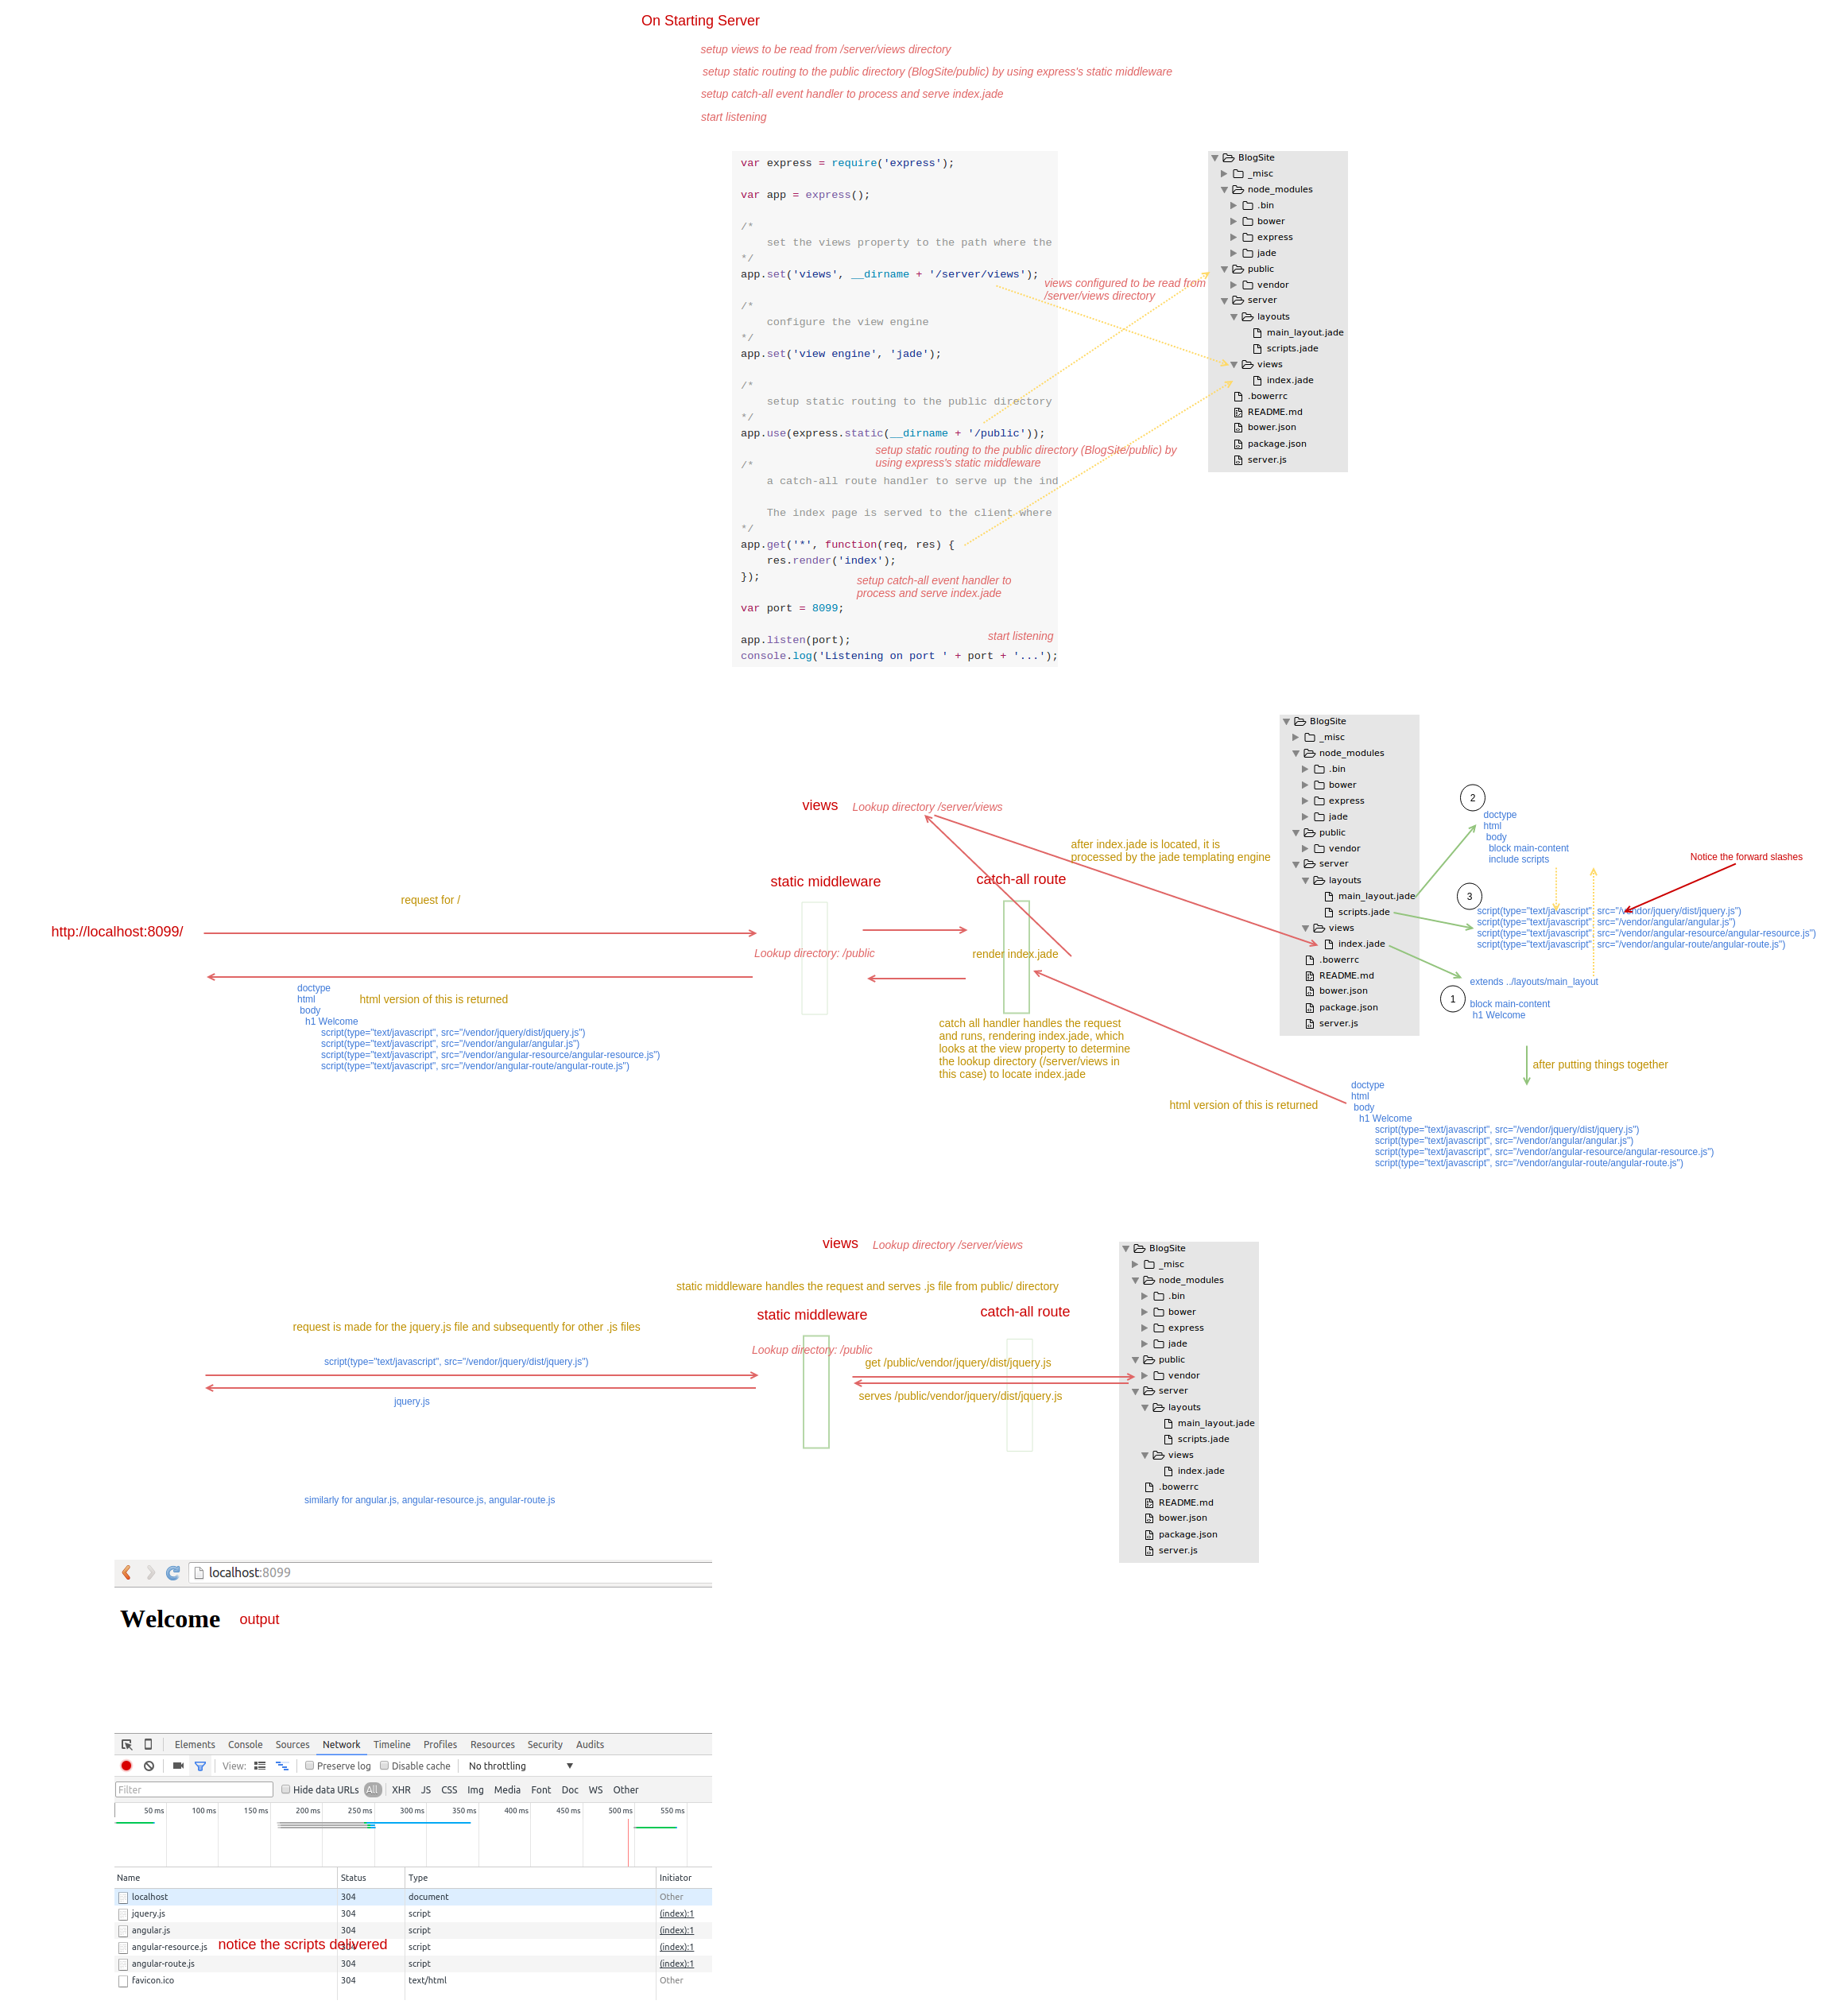 On Starting Server
setup views to be read from /server/views directory
setup static routing to the public directory (BlogSite/public) by using express's static middleware
setup catch-all event handler to process and serve index.jade
start listening
var express = require('express');
var app = express();
/*
set the views property to the path where the
*/
app.set('views', __dirname + '/server/views');
/*
configure the view engine
*/
app.set('view engine', 'jade');
/*
setup static routing to the public directory
*/
app.use(express.static(__dirname + '/public'));
/*
a catch-all route handler to serve up the ind
The index page is served to the client where
*/
app.get('*', function(req, res) {
res.render('index');
});
var port = 8099;
app.listen(port);
console.log('Listening on port ' + port + '...');
views configured to be read from
/server/views directory
setup static routing to the public directory (BlogSite/public) by
using express's static middleware
setup catch-all event handler to
process and serve index.jade
start listening
BlogSite
_misc
node_modules
.bin
bower
express
jade
public
vendor
server
layouts
main_layout.jade
scripts.jade
views
index.jade
.bowerrc
README.md
bower.json
package.json
server.js
http://localhost:8099/
request for /
doctype
html
body
h1 Welcome
script(type="text/javascript", src="/vendor/jquery/dist/jquery.js")
script(type="text/javascript", src="/vendor/angular/angular.js")
script(type="text/javascript", src="/vendor/angular-resource/angular-resource.js")
script(type="text/javascript", src="/vendor/angular-route/angular-route.js")
html version of this is returned
views
Lookup directory /server/views
static middleware
Lookup directory: /public
catch-all route
render index.jade
catch all handler handles the request
and runs, rendering index.jade, which
looks at the view property to determine
the lookup directory (/server/views in
this case) to locate index.jade
after index.jade is located, it is
processed by the jade templating engine
BlogSite
_misc
node_modules
.bin
bower
express
jade
public
vendor
server
layouts
main_layout.jade
scripts.jade
views
index.jade
.bowerrc
README.md
bower.json
package.json
server.js
2
doctype
html
body
block main-content
include scripts
Notice the forward slashes
3
script(type="text/javascript", src="/vendor/jquery/dist/jquery.js")
script(type="text/javascript", src="/vendor/angular/angular.js")
script(type="text/javascript", src="/vendor/angular-resource/angular-resource.js")
script(type="text/javascript", src="/vendor/angular-route/angular-route.js")
1
extends ../layouts/main_layout
block main-content
h1 Welcome
after putting things together
html version of this is returned
doctype
html
body
h1 Welcome
script(type="text/javascript", src="/vendor/jquery/dist/jquery.js")
script(type="text/javascript", src="/vendor/angular/angular.js")
script(type="text/javascript", src="/vendor/angular-resource/angular-resource.js")
script(type="text/javascript", src="/vendor/angular-route/angular-route.js")
views
Lookup directory /server/views
static middleware handles the request and serves .js file from public/ directory
static middleware
catch-all route
request is made for the jquery.js file and subsequently for other .js files
Lookup directory: /public
script(type="text/javascript", src="/vendor/jquery/dist/jquery.js")
get /public/vendor/jquery/dist/jquery.js
jquery.js
serves /public/vendor/jquery/dist/jquery.js
similarly for angular.js, angular-resource.js, angular-route.js
BlogSite
_misc
node_modules
.bin
bower
express
jade
public
vendor
server
layouts
main_layout.jade
scripts.jade
views
index.jade
.bowerrc
README.md
bower.json
package.json
server.js
localhost:8099
Welcome
output
Elements Console Sources Network Timeline Profiles Resources Security Audits
View: Preserve log Disable cache No throttling
Filter Hide data URLs All XHR JS CSS Img Media Font Doc WS Other
50 ms 100 ms 150 ms 200 ms 250 ms 300 ms 350 ms 400 ms 450 ms 500 ms 550 ms
Name Status Type Initiator
localhost 304 document Other
jquery.js 304 script (index):1
angular.js 304 script (index):1
angular-resource.js 304 script (index):1
notice the scripts delivered
angular-route.js 304 script (index):1
favicon.ico 304 text/html Other